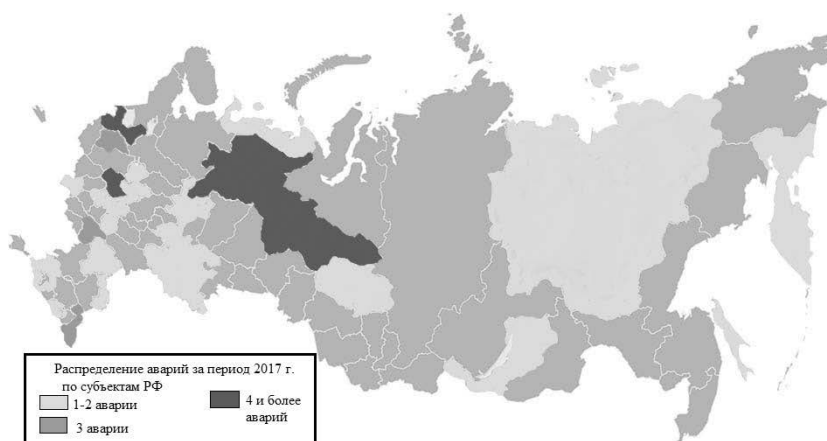 Распределение аварий за период 2017 г.
по субъектам РФ
1-2 аварии
3 аварии
4 и более
аварий